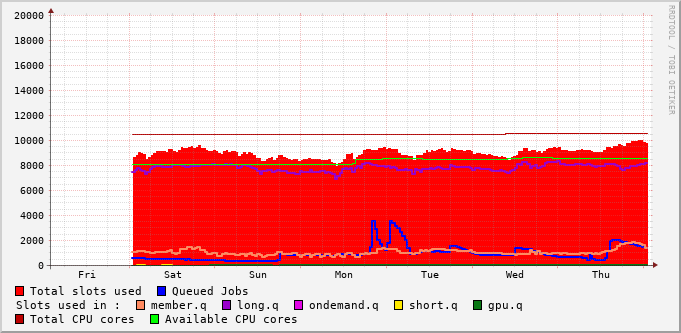 20000
18000
16000
14000
12000
10000
8000
6000
4000
2000
0
Fri Sat Sun Mon Tue Wed Thu
Total slots used Queued Jobs
Slots used in : member.q long.q ondemand.q short.q gpu.q
Total CPU cores Available CPU cores
RRDTOOL / TOBI OETIKER